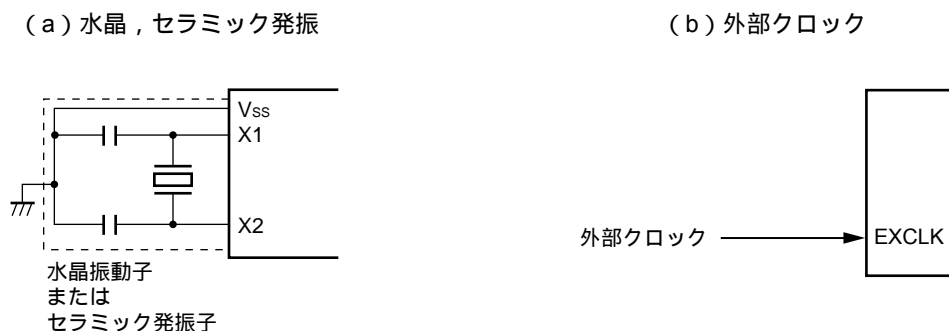 （a）水晶，セラミック発振
（b）外部クロック
VSS
X1
X2
水晶振動子
または
セラミック発振子
外部クロック
EXCLK